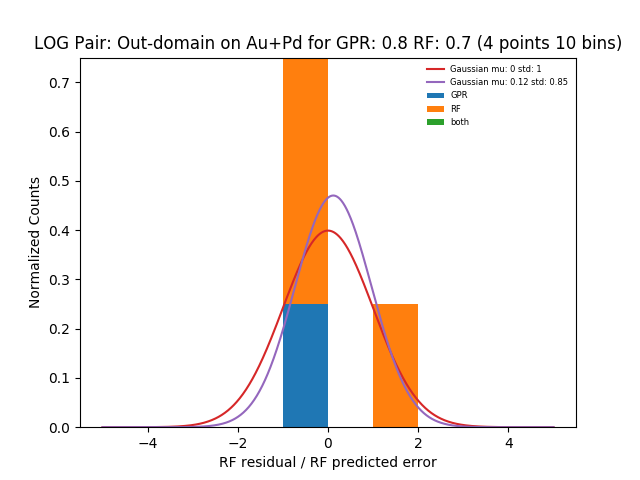 LOG Pair: Out-domain on Au+Pd for GPR: 0.8 RF: 0.7 (4 points 10 bins)
Gaussian mu: 0 std: 1
Gaussian mu: 0.12 std: 0.85
GPR
RF
both
0.7
0.6
0.5
0.4
0.3
0.2
0.1
0.0
Normalized Counts
−4
−2
0
2
4
RF residual / RF predicted error